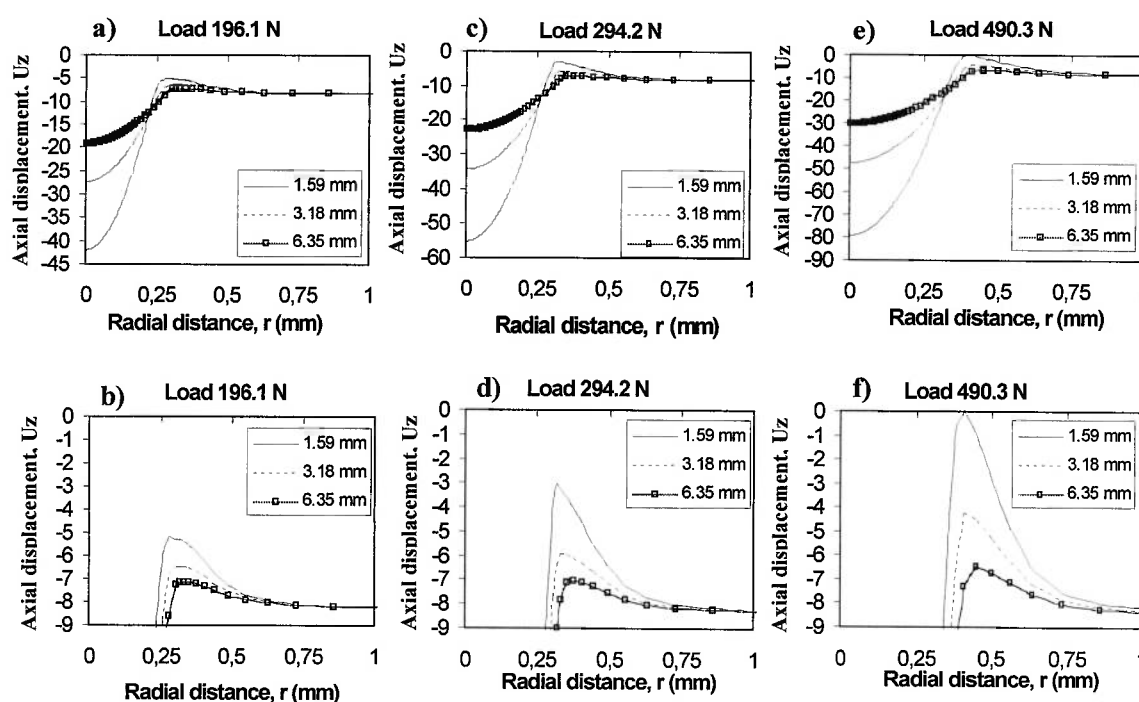 a)
Load 196.1 N
Axial displacement. Uz
0
-5
-10
-15
-20
-25
-30
-35
-40
-45
1.59 mm
3.18 mm
6.35 mm
0 0,25 0,5 0,75 1
Radial distance, r (mm)
c)
Load 294.2 N
Axial displacement. Uz
0
-10
-20
-30
-40
-50
-60
1.59 mm
3.18 mm
6.35 mm
0 0,25 0,5 0,75 1
Radial distance, r (mm)
e)
Load 490.3 N
Axial displacement. Uz
0
-10
-20
-30
-40
-50
-60
-70
-80
-90
1.59 mm
3.18 mm
6.35 mm
0 0,25 0,5 0,75 1
Radial distance, r (mm)
b)
Load 196.1 N
Axial displacement. Uz
0
-1
-2
-3
-4
-5
-6
-7
-8
-9
1.59 mm
3.18 mm
6.35 mm
0 0,25 0,5 0,75 1
Radial distance, r (mm)
d)
Load 294.2 N
Axial displacement. Uz
0
-1
-2
-3
-4
-5
-6
-7
-8
-9
1.59 mm
3.18 mm
6.35 mm
0 0,25 0,5 0,75 1
Radial distance, r (mm)
f)
Load 490.3 N
Axial displacement. Uz
0
-1
-2
-3
-4
-5
-6
-7
-8
-9
1.59 mm
3.18 mm
6.35 mm
0 0,25 0,5 0,75 1
Radial distance, r (mm)